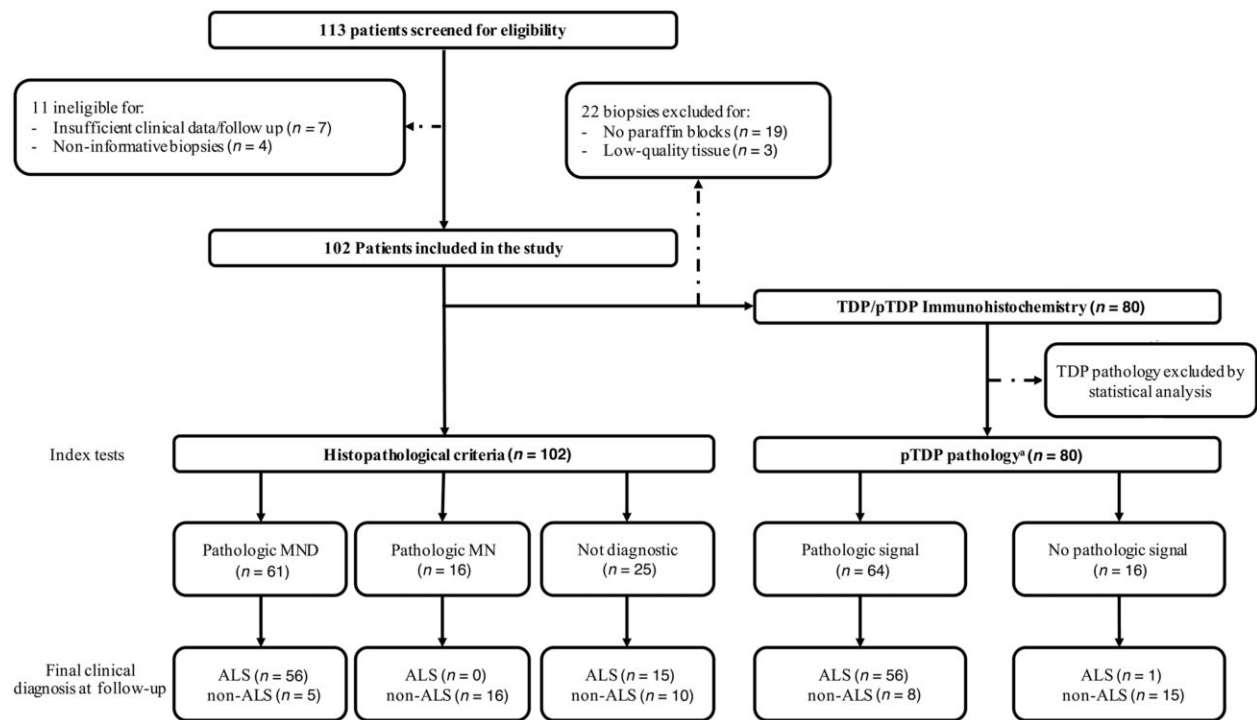 113 patients screened for eligibility
11 ineligible for:
- Insufficient clinical data/follow up (n = 7)
- Non-informative biopsies (n = 4)
22 biopsies excluded for:
- No paraffin blocks (n = 19)
- Low-quality tissue (n = 3)
102 Patients included in the study
TDP/pTDP Immunohistochemistry (n = 80)
TDP pathology excluded by
statistical analysis
Index tests
Histopathological criteria (n = 102)
pTDP pathologyᵃ (n = 80)
Pathologic MND
(n = 61)
Pathologic MN
(n = 16)
Not diagnostic
(n = 25)
Pathologic signal
(n = 64)
No pathologic signal
(n = 16)
Final clinical
diagnosis at follow-up
ALS (n = 56)
non-ALS (n = 5)
ALS (n = 0)
non-ALS (n = 16)
ALS (n = 15)
non-ALS (n = 10)
ALS (n = 56)
non-ALS (n = 8)
ALS (n = 1)
non-ALS (n = 15)